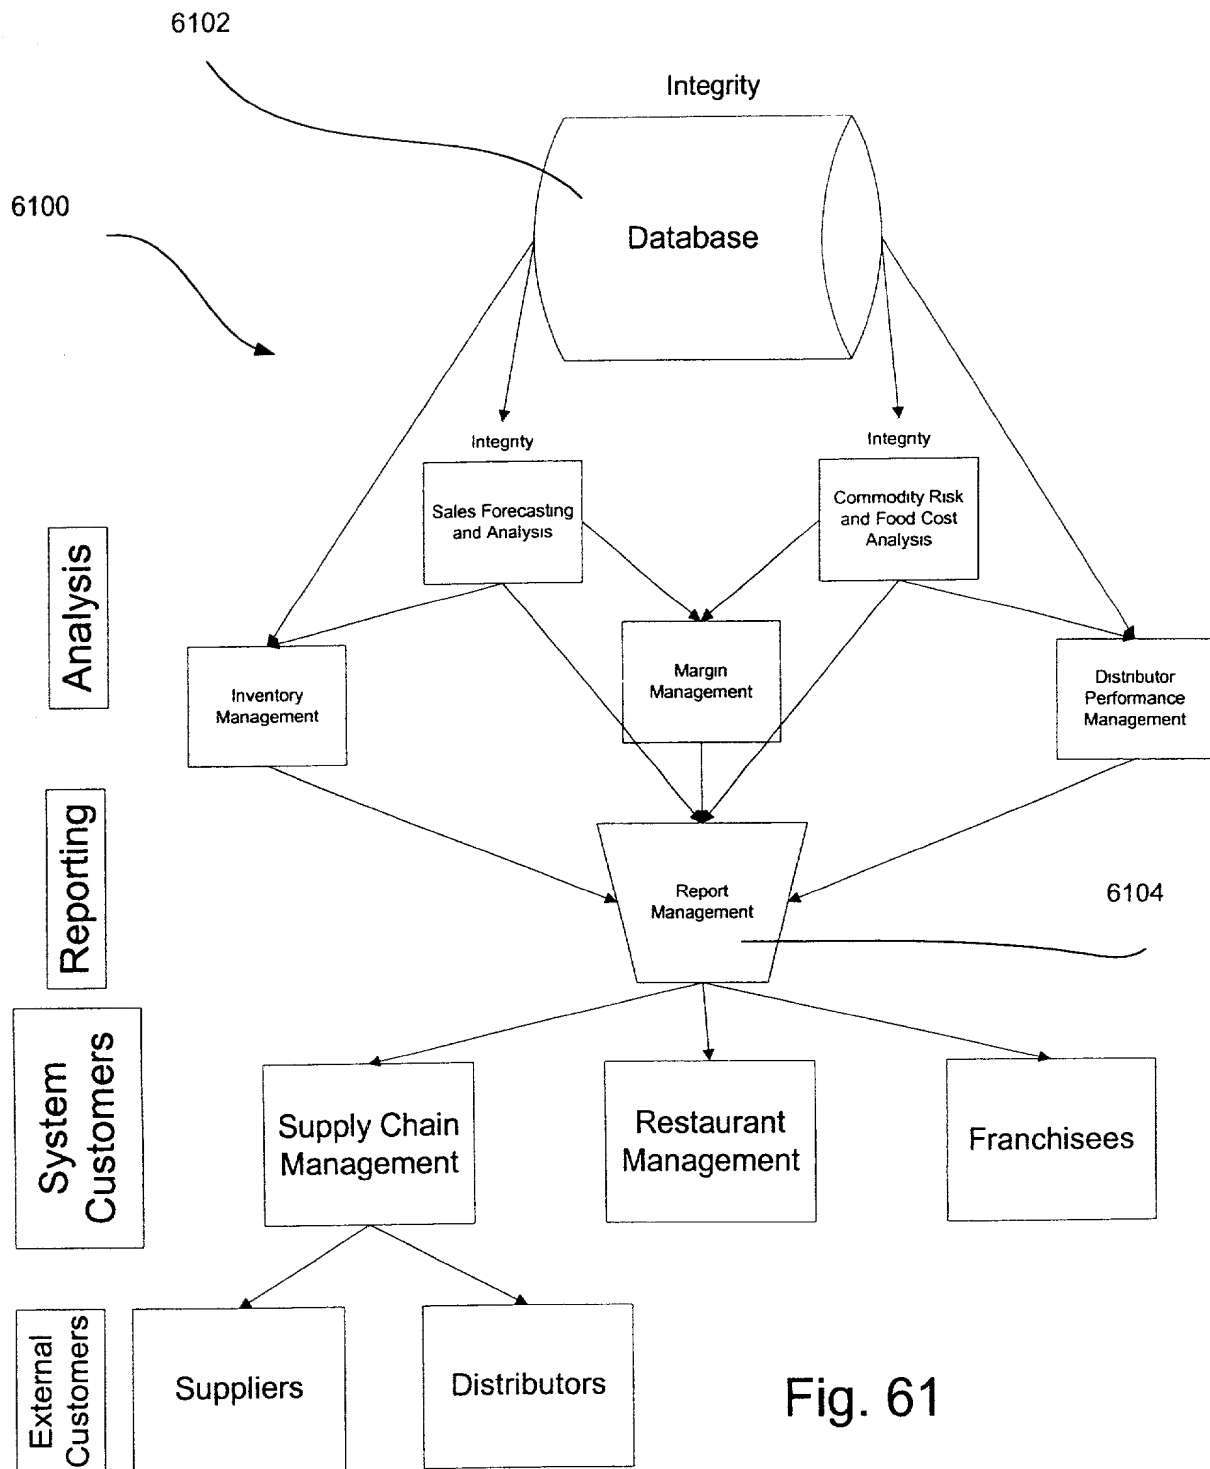 6102
Integrity
6100
Database
Integrity
Integrity
Sales Forecasting
and Analysis
Commodity Risk
and Food Cost
Analysis
Analysis
Inventory
Management
Margin
Management
Distributor
Performance
Management
Reporting
Report
Management
6104
System
Customers
Supply Chain
Management
Restaurant
Management
Franchisees
External
Customers
Suppliers
Distributors
Fig. 61